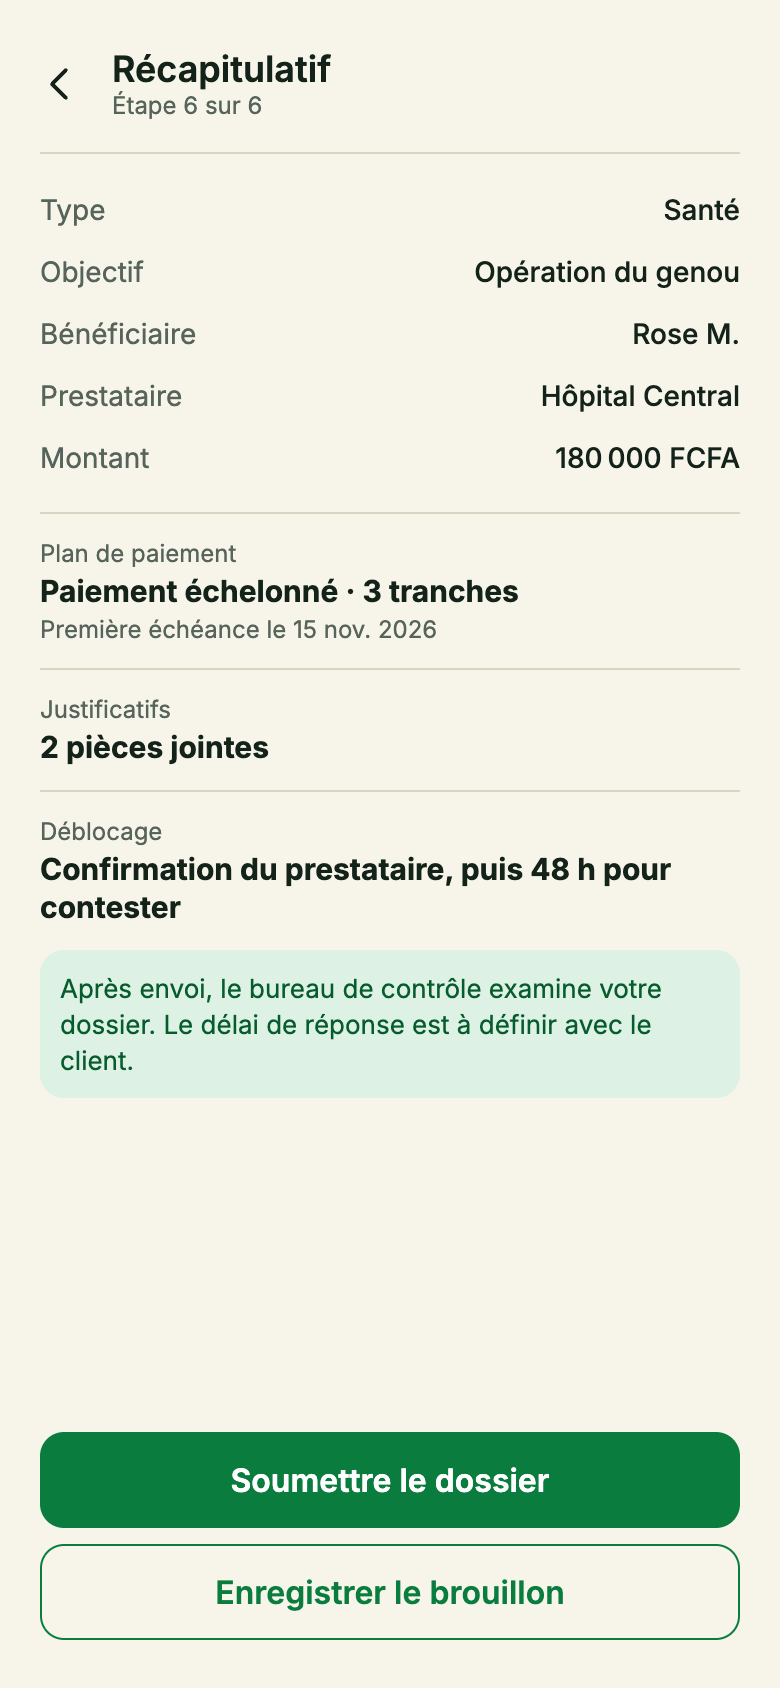 Récapitulatif
Étape 6 sur 6
Type Santé
Objectif Opération du genou
Bénéficiaire Rose M.
Prestataire Hôpital Central
Montant 180 000 FCFA
Plan de paiement
Paiement échelonné · 3 tranches
Première échéance le 15 nov. 2026
Justificatifs
2 pièces jointes
Déblocage
Confirmation du prestataire, puis 48 h pour
contester
Après envoi, le bureau de contrôle examine votre
dossier. Le délai de réponse est à définir avec le
client.
Soumettre le dossier
Enregistrer le brouillon